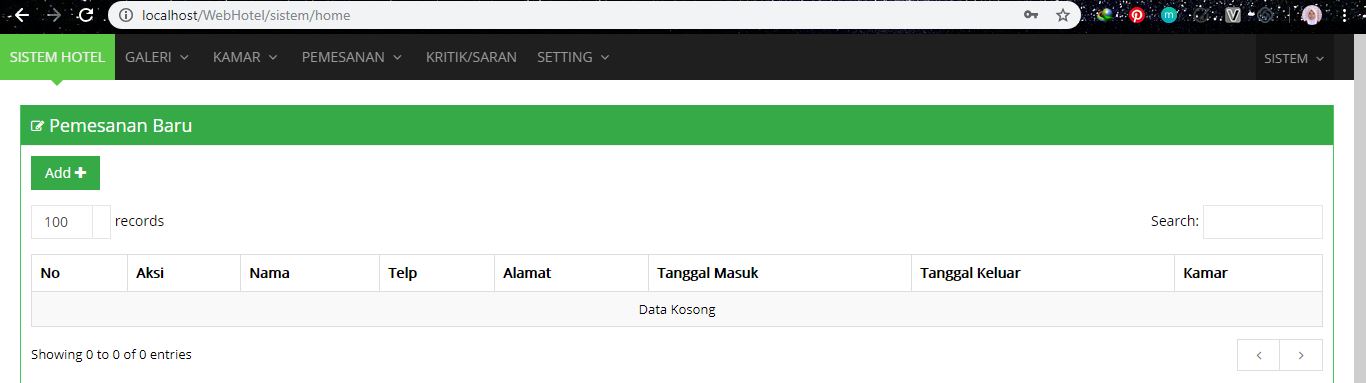 localhost/WebHotel/sistem/home
SISTEM HOTEL GALERI KAMAR PEMESANAN KRITIK/SARAN SETTING SISTEM
Pemesanan Baru
Add
100 records Search:
No Aksi Nama Telp Alamat Tanggal Masuk Tanggal Keluar Kamar
Data Kosong
Showing 0 to 0 of 0 entries